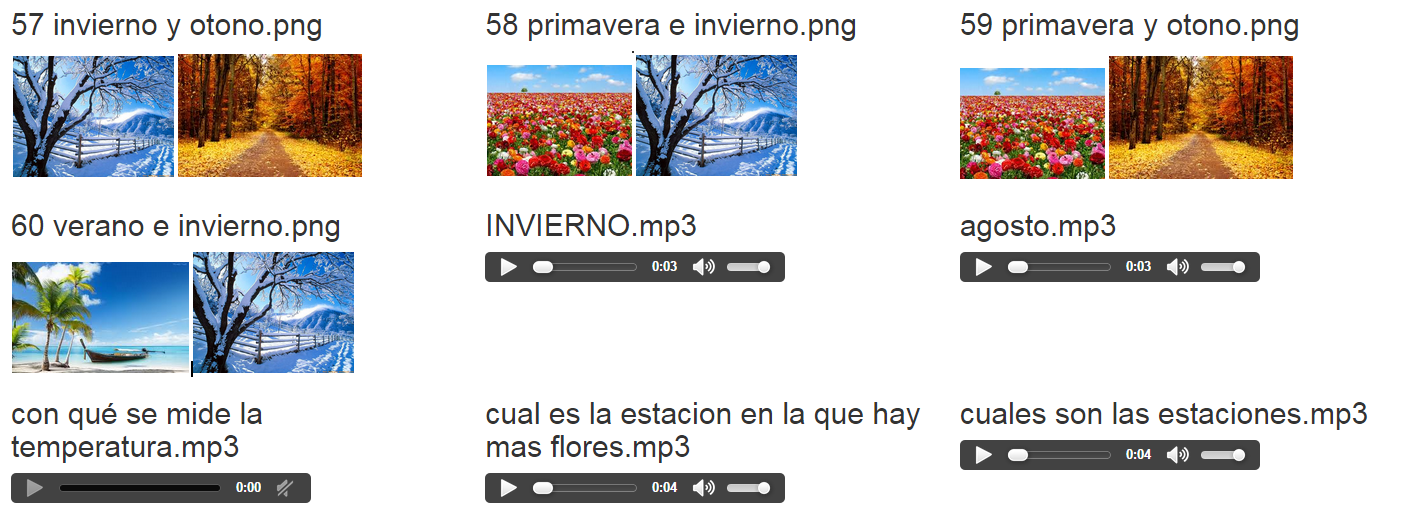 57 invierno y otono.png
58 primavera e invierno.png
59 primavera y otono.png
60 verano e invierno.png
INVIERNO.mp3
0:03
agosto.mp3
0:03
con qué se mide la
temperatura.mp3
0:00
cual es la estacion en la que hay
mas flores.mp3
0:04
cuales son las estaciones.mp3
0:04